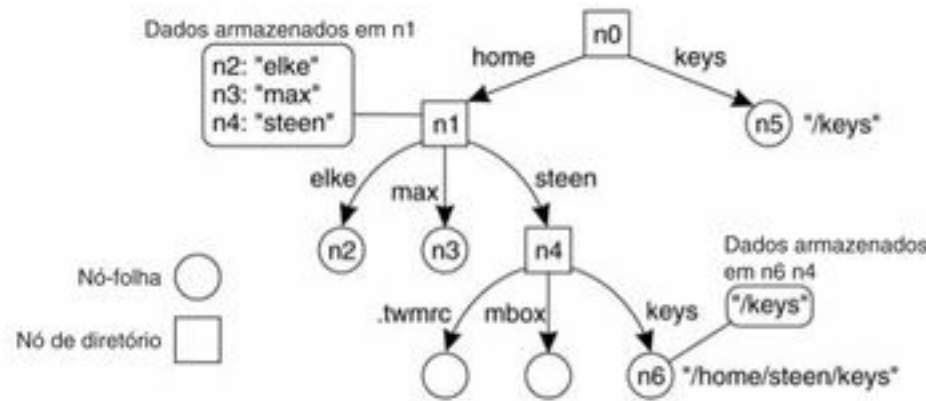 Dados armazenados em n1
n2: "elke"
n3: "max"
n4: "steen"
n0
home
keys
n1
n5
"/keys"
elke
max
steen
n2
n3
n4
Dados armazenados
em n6 n4
"/keys"
Nó-folha
.twmrc
mbox
keys
Nó de diretório
n6
"/home/steen/keys"